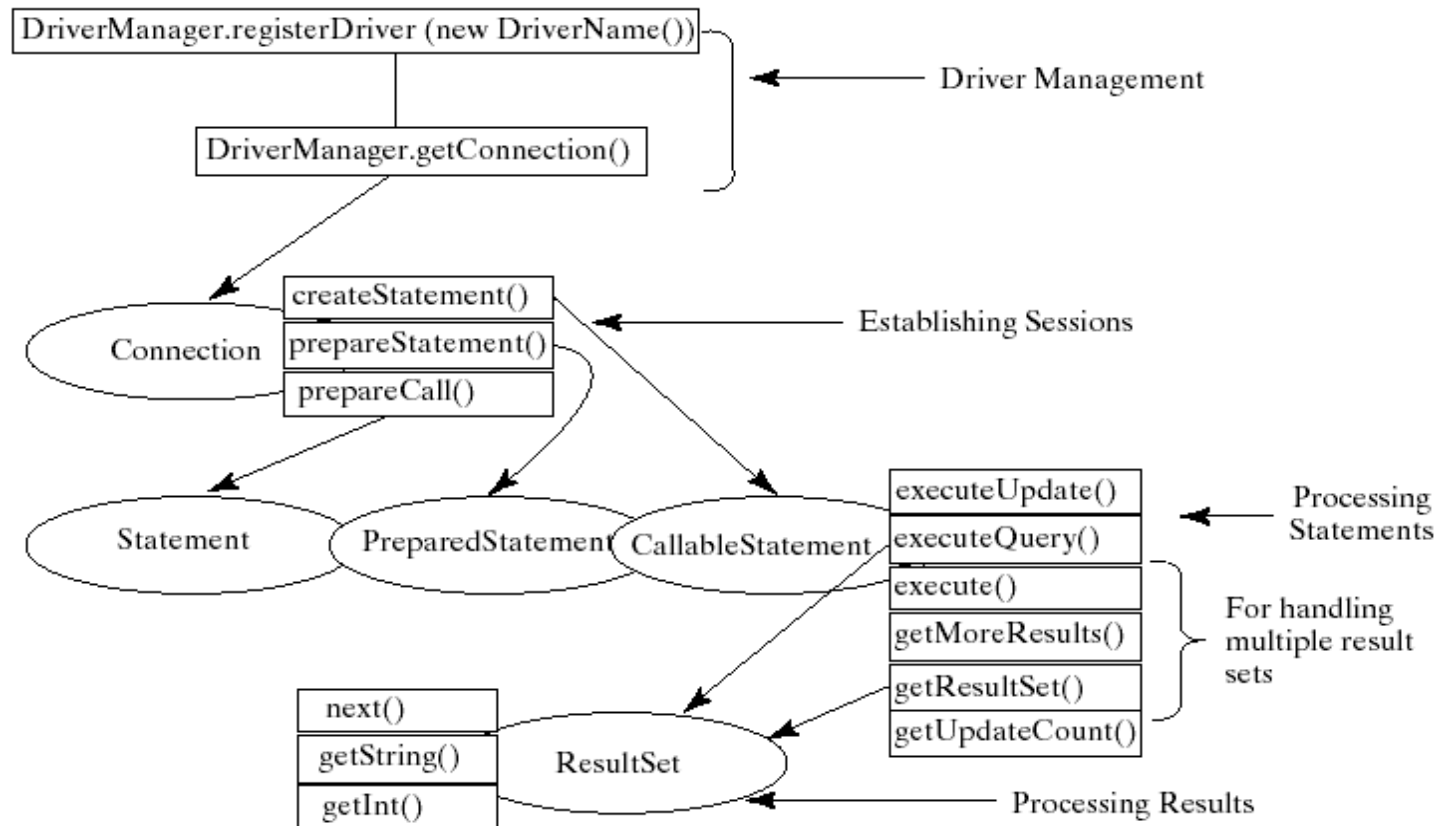 DriverManager.registerDriver (new DriverName())
Driver Management
DriverManager.getConnection()
createStatement()
Establishing Sessions
Connection
prepareStatement()
prepareCall()
executeUpdate()
Processing
Statements
Statement
PreparedStatement
CallableStatement
executeQuery()
execute()
For handling
multiple result
sets
getMoreResults()
getResultSet()
getUpdateCount()
next()
getString()
ResultSet
getInt()
Processing Results